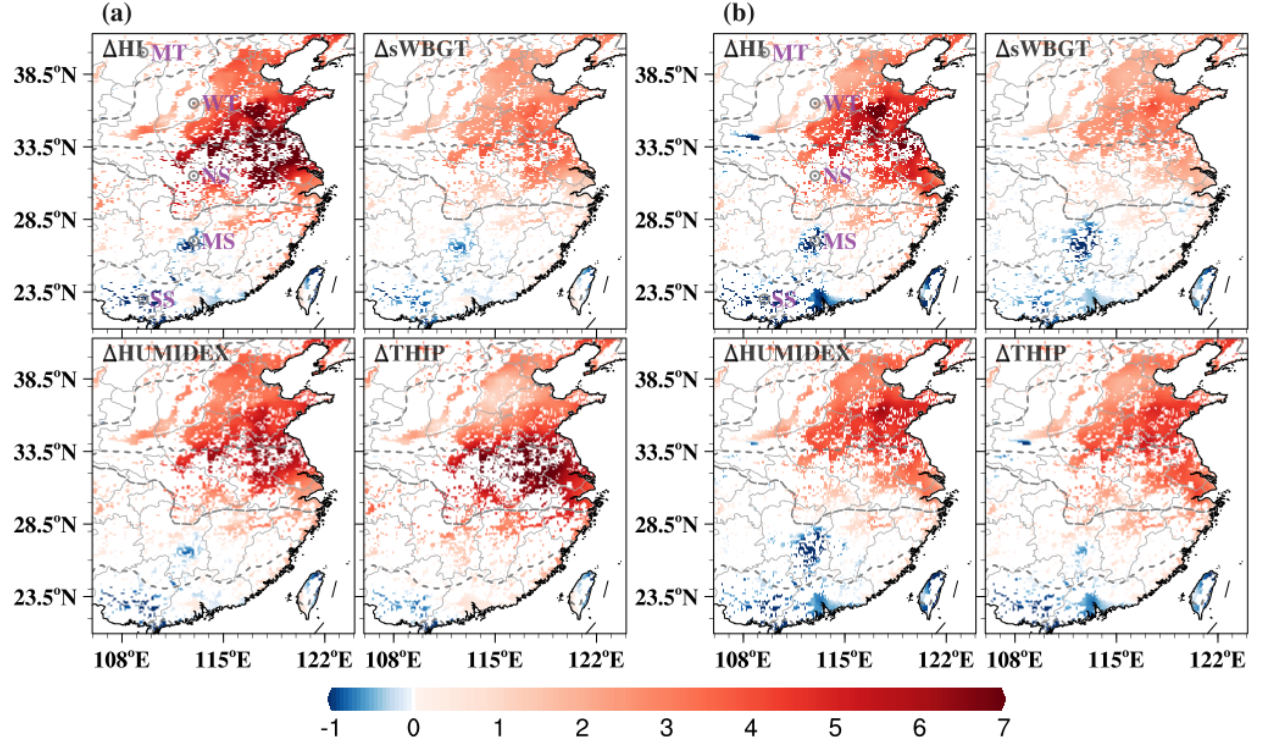 (a) (b)
ΔHI MT ΔsWBGT ΔHI MT ΔsWBGT
38.5°N 38.5°N
WT WT
33.5°N 33.5°N
NS NS
28.5°N 28.5°N
MS MS
23.5°N SS 23.5°N SS
ΔHUMIDEX ΔTHIP ΔHUMIDEX ΔTHIP
38.5°N 38.5°N
33.5°N 33.5°N
28.5°N 28.5°N
23.5°N 23.5°N
108°E 115°E 122°E 108°E 115°E 122°E 108°E 115°E 122°E 108°E 115°E 122°E
-1 0 1 2 3 4 5 6 7